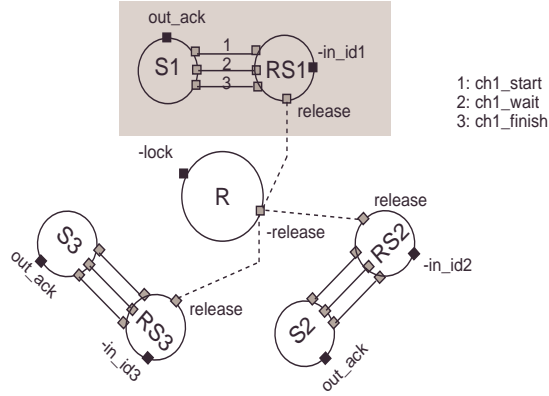 out_ack
1
S1
2
RS1
-in_id1
3
release
1: ch1_start
2: ch1_wait
3: ch1_finish
-lock
R
-release
release
RS2
-in_id2
S3
out_ack
release
RS3
-in_id3
S2
out_ack